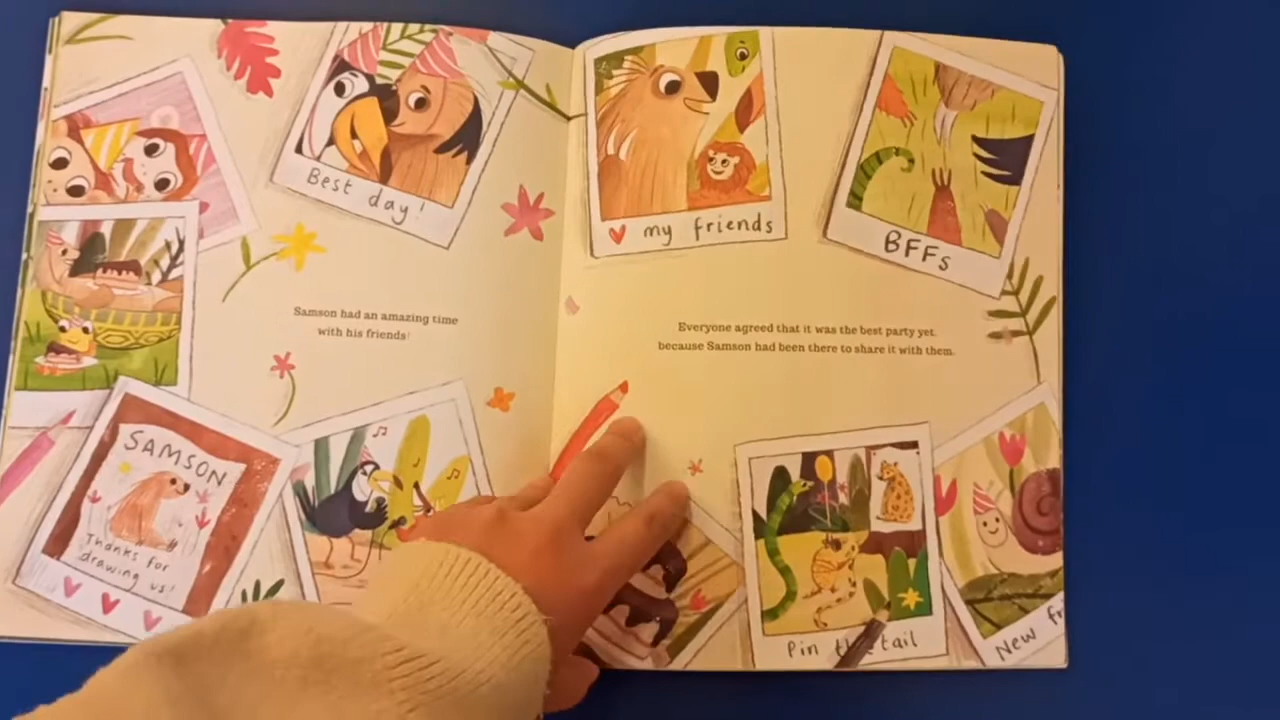 Best day!
my friends
BFFs
Samson had an amazing time
with his friends!
Everyone agreed that it was the best party yet,
because Samson had been there to share it with them.
SAMSON
Thanks for
drawing us!
Pin the tail
New